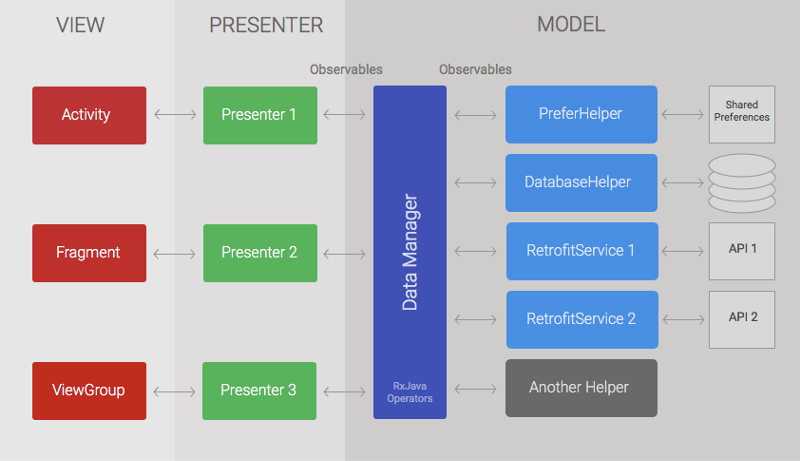 VIEW
PRESENTER
MODEL
Observables
Observables
Activity
Presenter 1
PreferHelper
Shared
Preferences
DatabaseHelper
Data Manager
Fragment
Presenter 2
RetrofitService 1
API 1
RetrofitService 2
API 2
ViewGroup
Presenter 3
RxJava
Operators
Another Helper